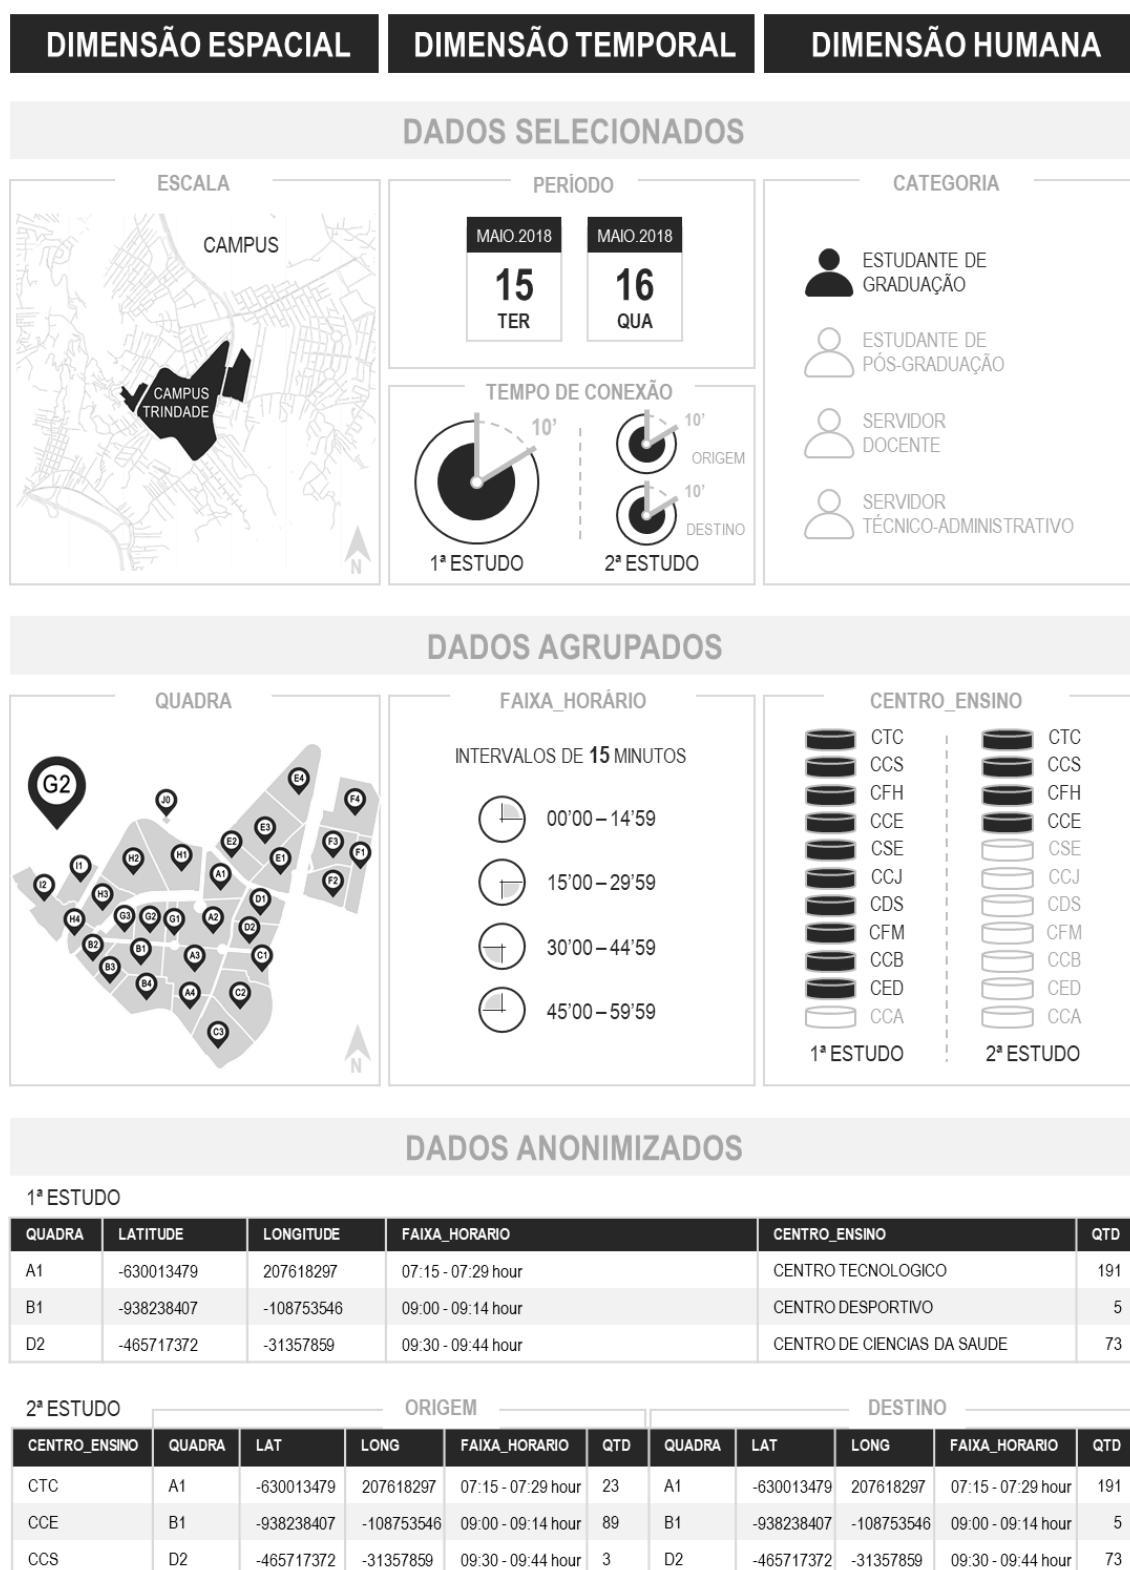 DIMENSÃO ESPACIAL
DIMENSÃO TEMPORAL
DIMENSÃO HUMANA
DADOS SELECIONADOS
ESCALA
CAMPUS
CAMPUS
TRINDADE
N
PERÍODO
MAIO.2018
15
TER
MAIO.2018
16
QUA
TEMPO DE CONEXÃO
10’
10’
ORIGEM
10’
DESTINO
1ª ESTUDO
2ª ESTUDO
CATEGORIA
ESTUDANTE DE
GRADUAÇÃO
ESTUDANTE DE
PÓS-GRADUAÇÃO
SERVIDOR
DOCENTE
SERVIDOR
TÉCNICO-ADMINISTRATIVO
DADOS AGRUPADOS
QUADRA
G2
E4
J0
F4
E3
E2
F3
F1
H2
H1
E1
I1
A1
F2
I2
H3
D1
H4
G3
G2
G1
A2
D2
B2
B1
A3
C1
B3
B4
A4
C2
C3
N
FAIXA_HORÁRIO
INTERVALOS DE 15 MINUTOS
00’00 – 14’59
15’00 – 29’59
30’00 – 44’59
45’00 – 59’59
CENTRO_ENSINO
CTC CTC
CCS CCS
CFH CFH
CCE CCE
CSE CSE
CCJ CCJ
CDS CDS
CFM CFM
CCB CCB
CED CED
CCA CCA
1ª ESTUDO 2ª ESTUDO
DADOS ANONIMIZADOS
1ª ESTUDO
QUADRA LATITUDE LONGITUDE FAIXA_HORARIO CENTRO_ENSINO QTD
A1 -630013479 207618297 07:15 - 07:29 hour CENTRO TECNOLOGICO 191
B1 -938238407 -108753546 09:00 - 09:14 hour CENTRO DESPORTIVO 5
D2 -465717372 -31357859 09:30 - 09:44 hour CENTRO DE CIENCIAS DA SAUDE 73
2ª ESTUDO ORIGEM DESTINO
CENTRO_ENSINO QUADRA LAT LONG FAIXA_HORARIO QTD QUADRA LAT LONG FAIXA_HORARIO QTD
CTC A1 -630013479 207618297 07:15 - 07:29 hour 23 A1 -630013479 207618297 07:15 - 07:29 hour 191
CCE B1 -938238407 -108753546 09:00 - 09:14 hour 89 B1 -938238407 -108753546 09:00 - 09:14 hour 5
CCS D2 -465717372 -31357859 09:30 - 09:44 hour 3 D2 -465717372 -31357859 09:30 - 09:44 hour 73